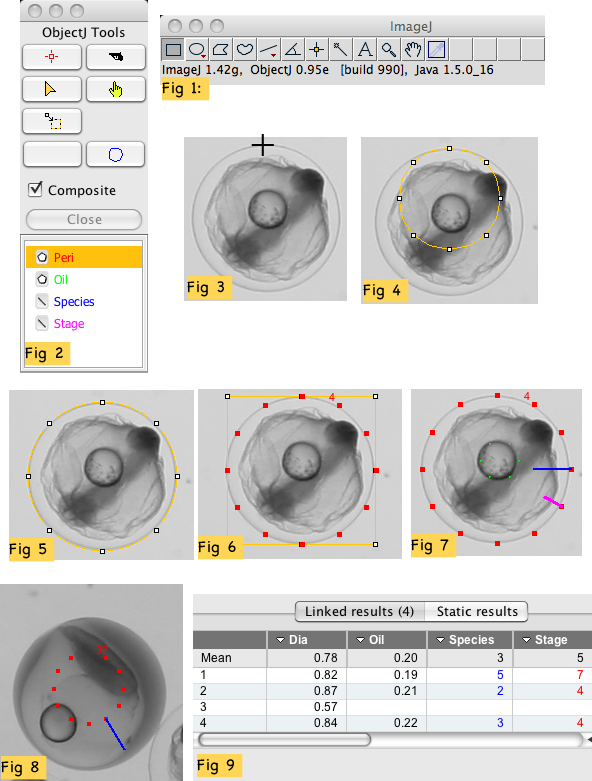 ObjectJ Tools
Composite
Close
Peri
Oil
Species
Stage
Fig 2
ImageJ
ImageJ 1.42g, ObjectJ 0.95e [build 990], Java 1.5.0_16
Fig 1:
Fig 3
Fig 4
Fig 5
4
Fig 6
4
Fig 7
Fig 8
Linked results (4) Static results
Dia Oil Species Stage
Mean 0.78 0.20 3 5
1 0.82 0.19 5 7
2 0.87 0.21 2 4
3 0.57
4 0.84 0.22 3 4
Fig 9